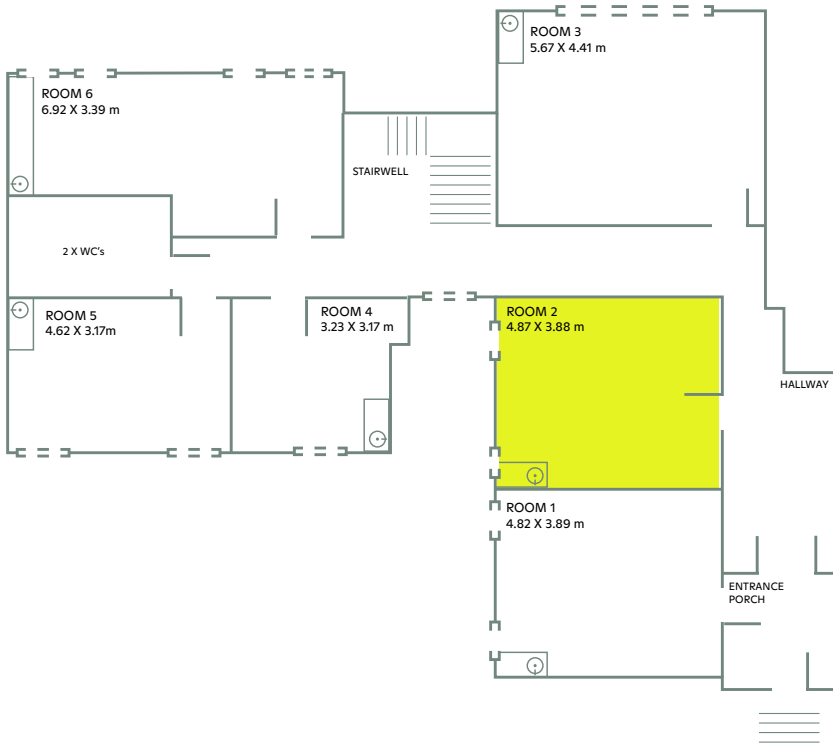 ROOM 3
5.67 X 4.41 m
ROOM 6
6.92 X 3.39 m
STAIRWELL
2 X WC's
ROOM 5
4.62 X 3.17m
ROOM 4
3.23 X 3.17 m
ROOM 2
4.87 X 3.88 m
HALLWAY
ROOM 1
4.82 X 3.89 m
ENTRANCE
PORCH